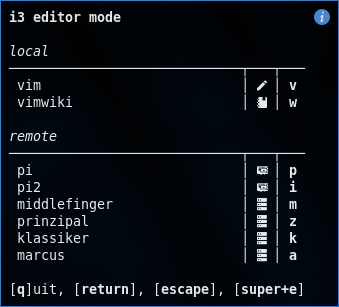 i3 editor mode
local
vim v
vimwiki w
remote
pi p
pi2 i
middlefinger m
prinzipal z
klassiker k
marcus a
[q]uit, [return], [escape], [super+e]